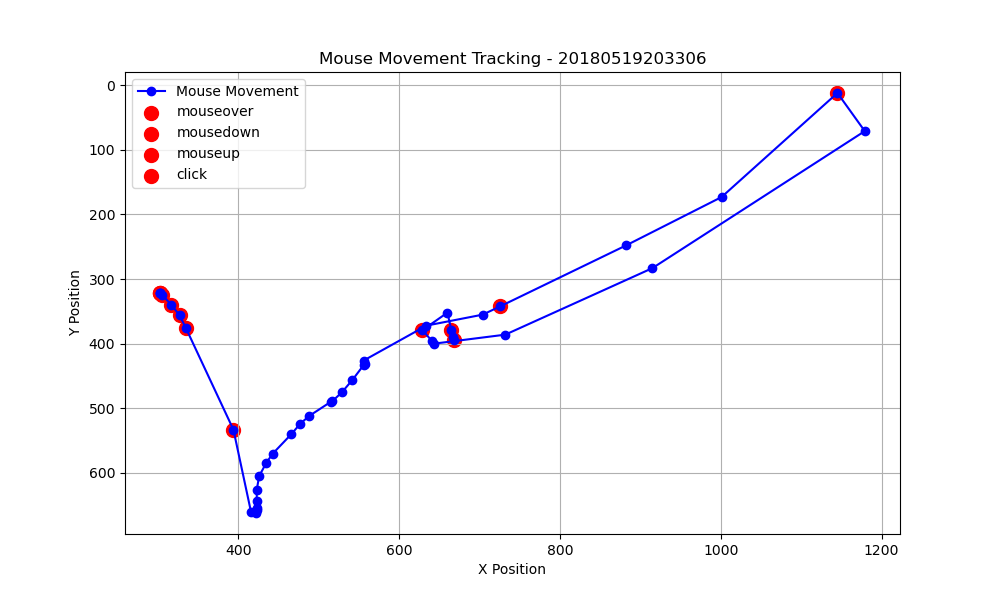 Mouse Movement Tracking - 20180519203306
Mouse Movement
mouseover
mousedown
mouseup
click
Y Position
0
100
200
300
400
500
600
400
600
800
1000
1200
X Position